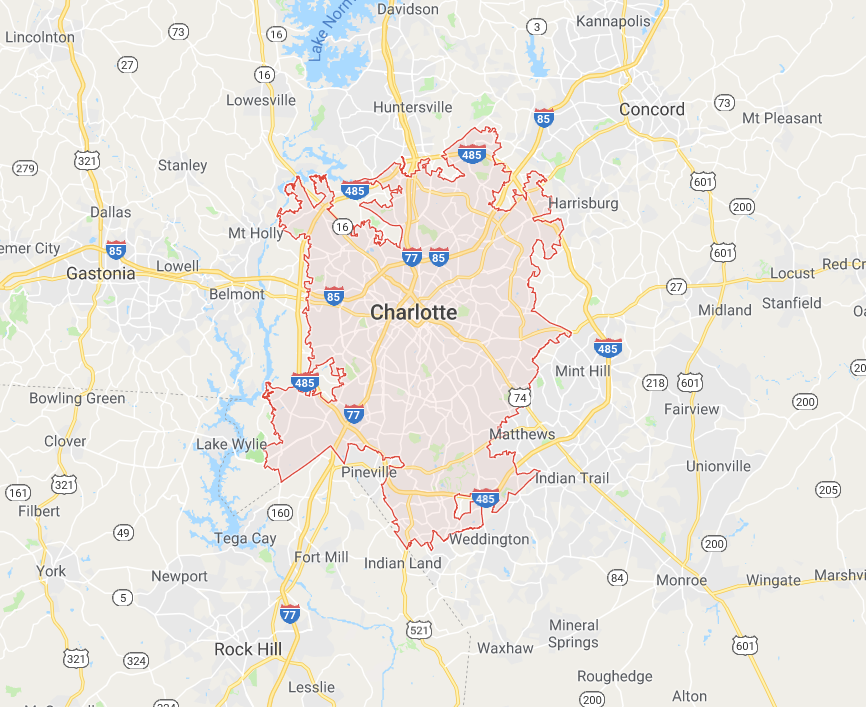 Davidson
Kannapolis
Lincolnton
73
16
3
Lake Norm
27
16
Lowesville
Huntersville
Concord
73
85
Mt Pleasant
321
485
279
Stanley
485
601
Dallas
Harrisburg
200
16
Mt Holly
emer City
85
77
85
601
Gastonia
Lowell
Locust
Red Cr
Belmont
85
27
Stanfield
Charlotte
Midland
Oa
485
Mint Hill
20
485
218
601
Bowling Green
74
200
77
Fairview
Clover
Lake Wylie
Matthews
Pineville
Unionville
161
321
Indian Trail
205
485
Filbert
160
49
Tega Cay
Weddington
200
Fort Mill
Indian Land
York
Newport
84
Monroe
Wingate
Marshvi
5
77
521
Mineral
Springs
601
Rock Hill
Waxhaw
321
324
Roughedge
Lesslie
Alton
200